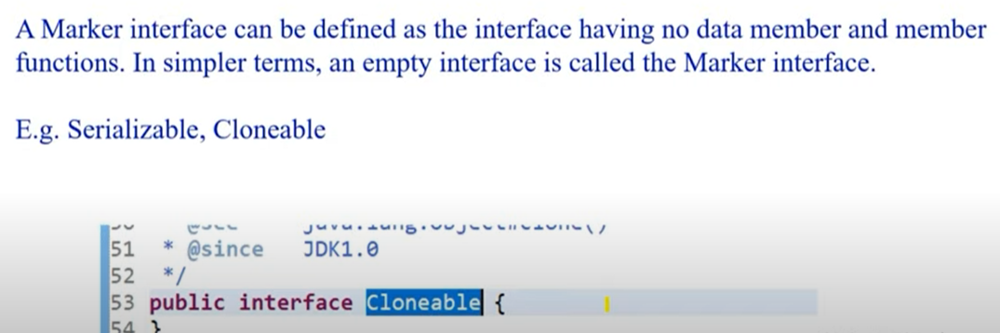 A Marker interface can be defined as the interface having no data member and member
functions. In simpler terms, an empty interface is called the Marker interface.
E.g. Serializable, Cloneable
51 * @since JDK1.0
52 */
53 public interface Cloneable {
54 }